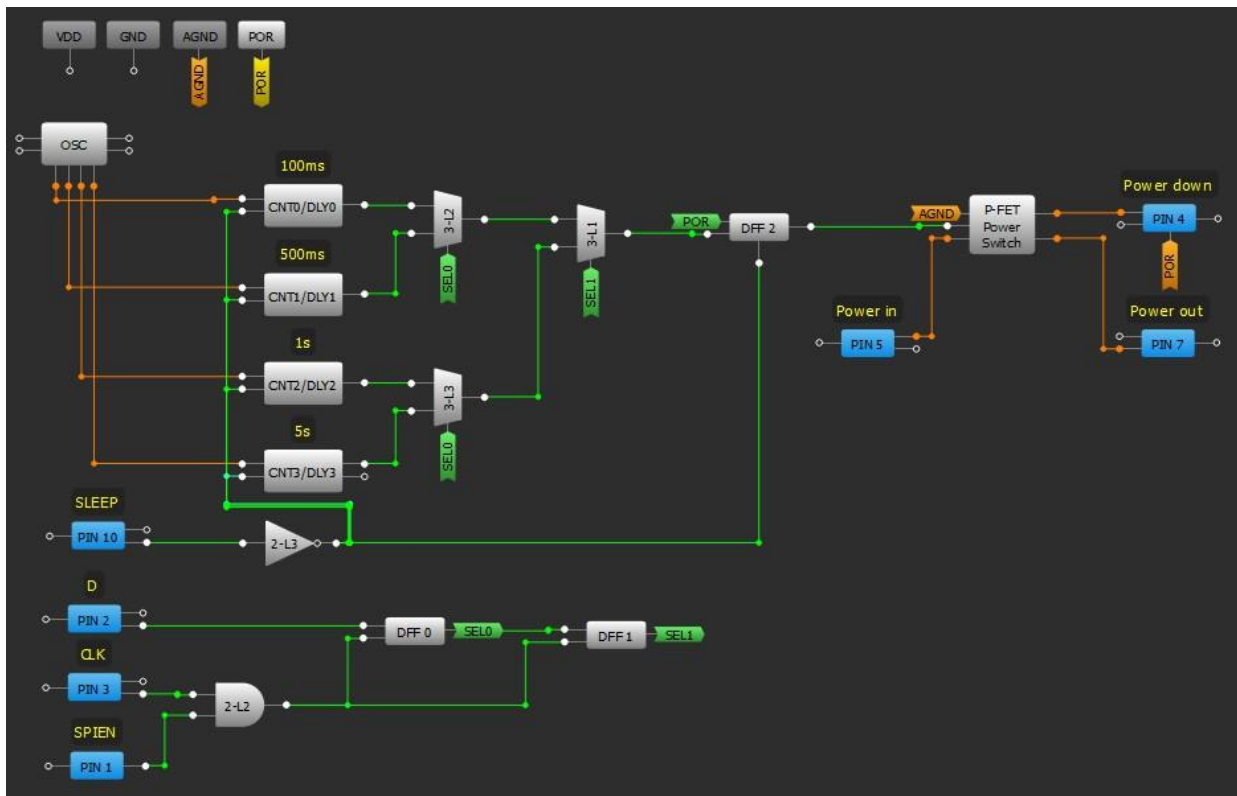 VDD
GND
AGND
POR
AGND
POR
OSC
100ms
CNT0/DLY0
3-L2
SEL0
500ms
CNT1/DLY1
3-L1
SEL1
POR
DFF 2
AGND
P-FET
Power
Switch
Power down
PIN 4
POR
Power in
PIN 5
Power out
PIN 7
1s
CNT2/DLY2
3-L3
SEL0
5s
CNT3/DLY3
SLEEP
PIN 10
2-L3
D
PIN 2
DFF 0
SEL0
DFF 1
SEL1
CLK
PIN 3
2-L2
SPIEN
PIN 1